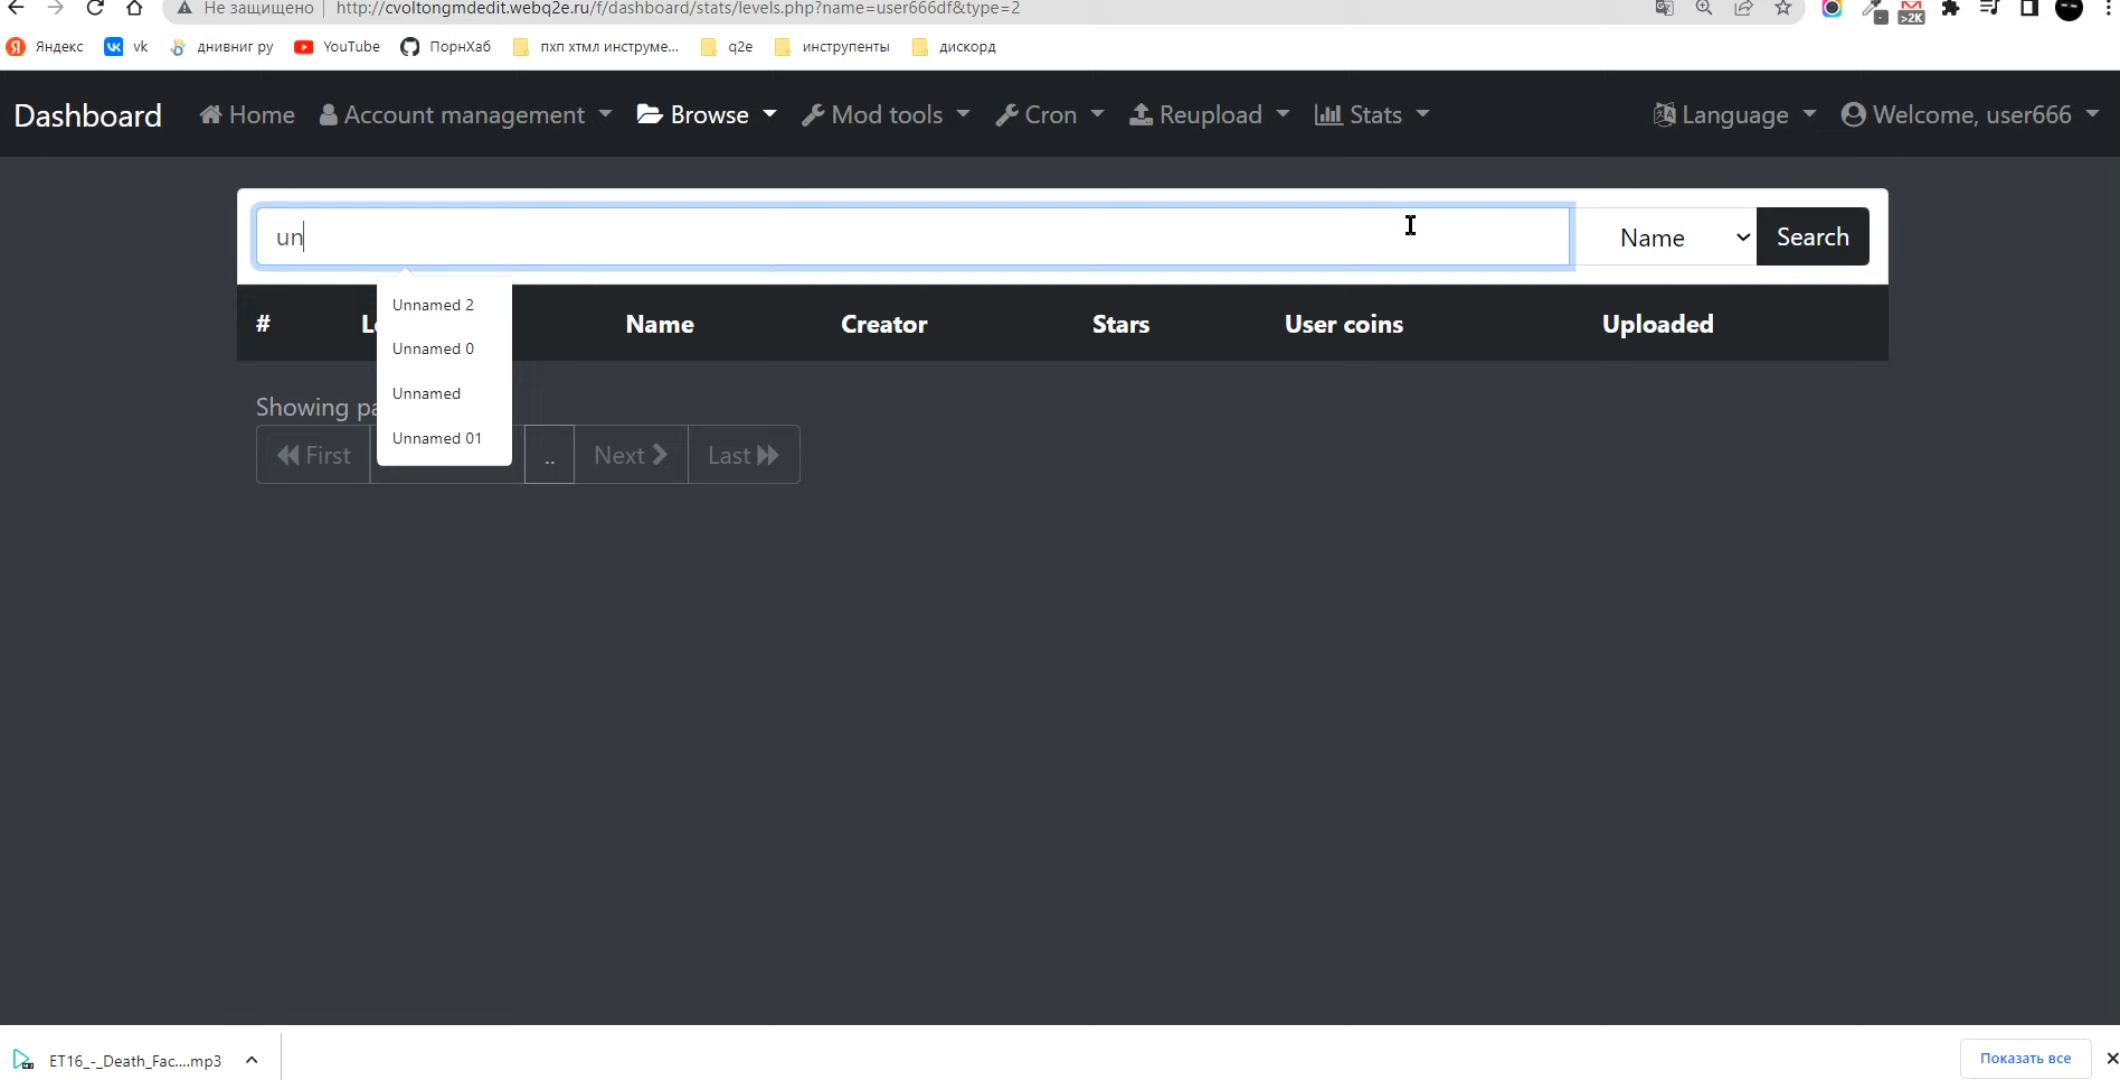 Не защищено http://cvoltongmdedit.webq2e.ru/f/dashboard/stats/levels.php?name=user666df&type=2
>2K
Яндекс vk днивниг ру YouTube ПорнХаб пхп хтмл инструме... q2e инструпенты дискорд
Dashboard Home Account management Browse Mod tools Cron Reupload Stats Language Welcome, user666
un Name Search
# Name Creator Stars User coins Uploaded
Unnamed 2
Unnamed 0
Unnamed
Unnamed 01
Showing
First .. Next Last
ET16_-_Death_Fac....mp3 Показать все